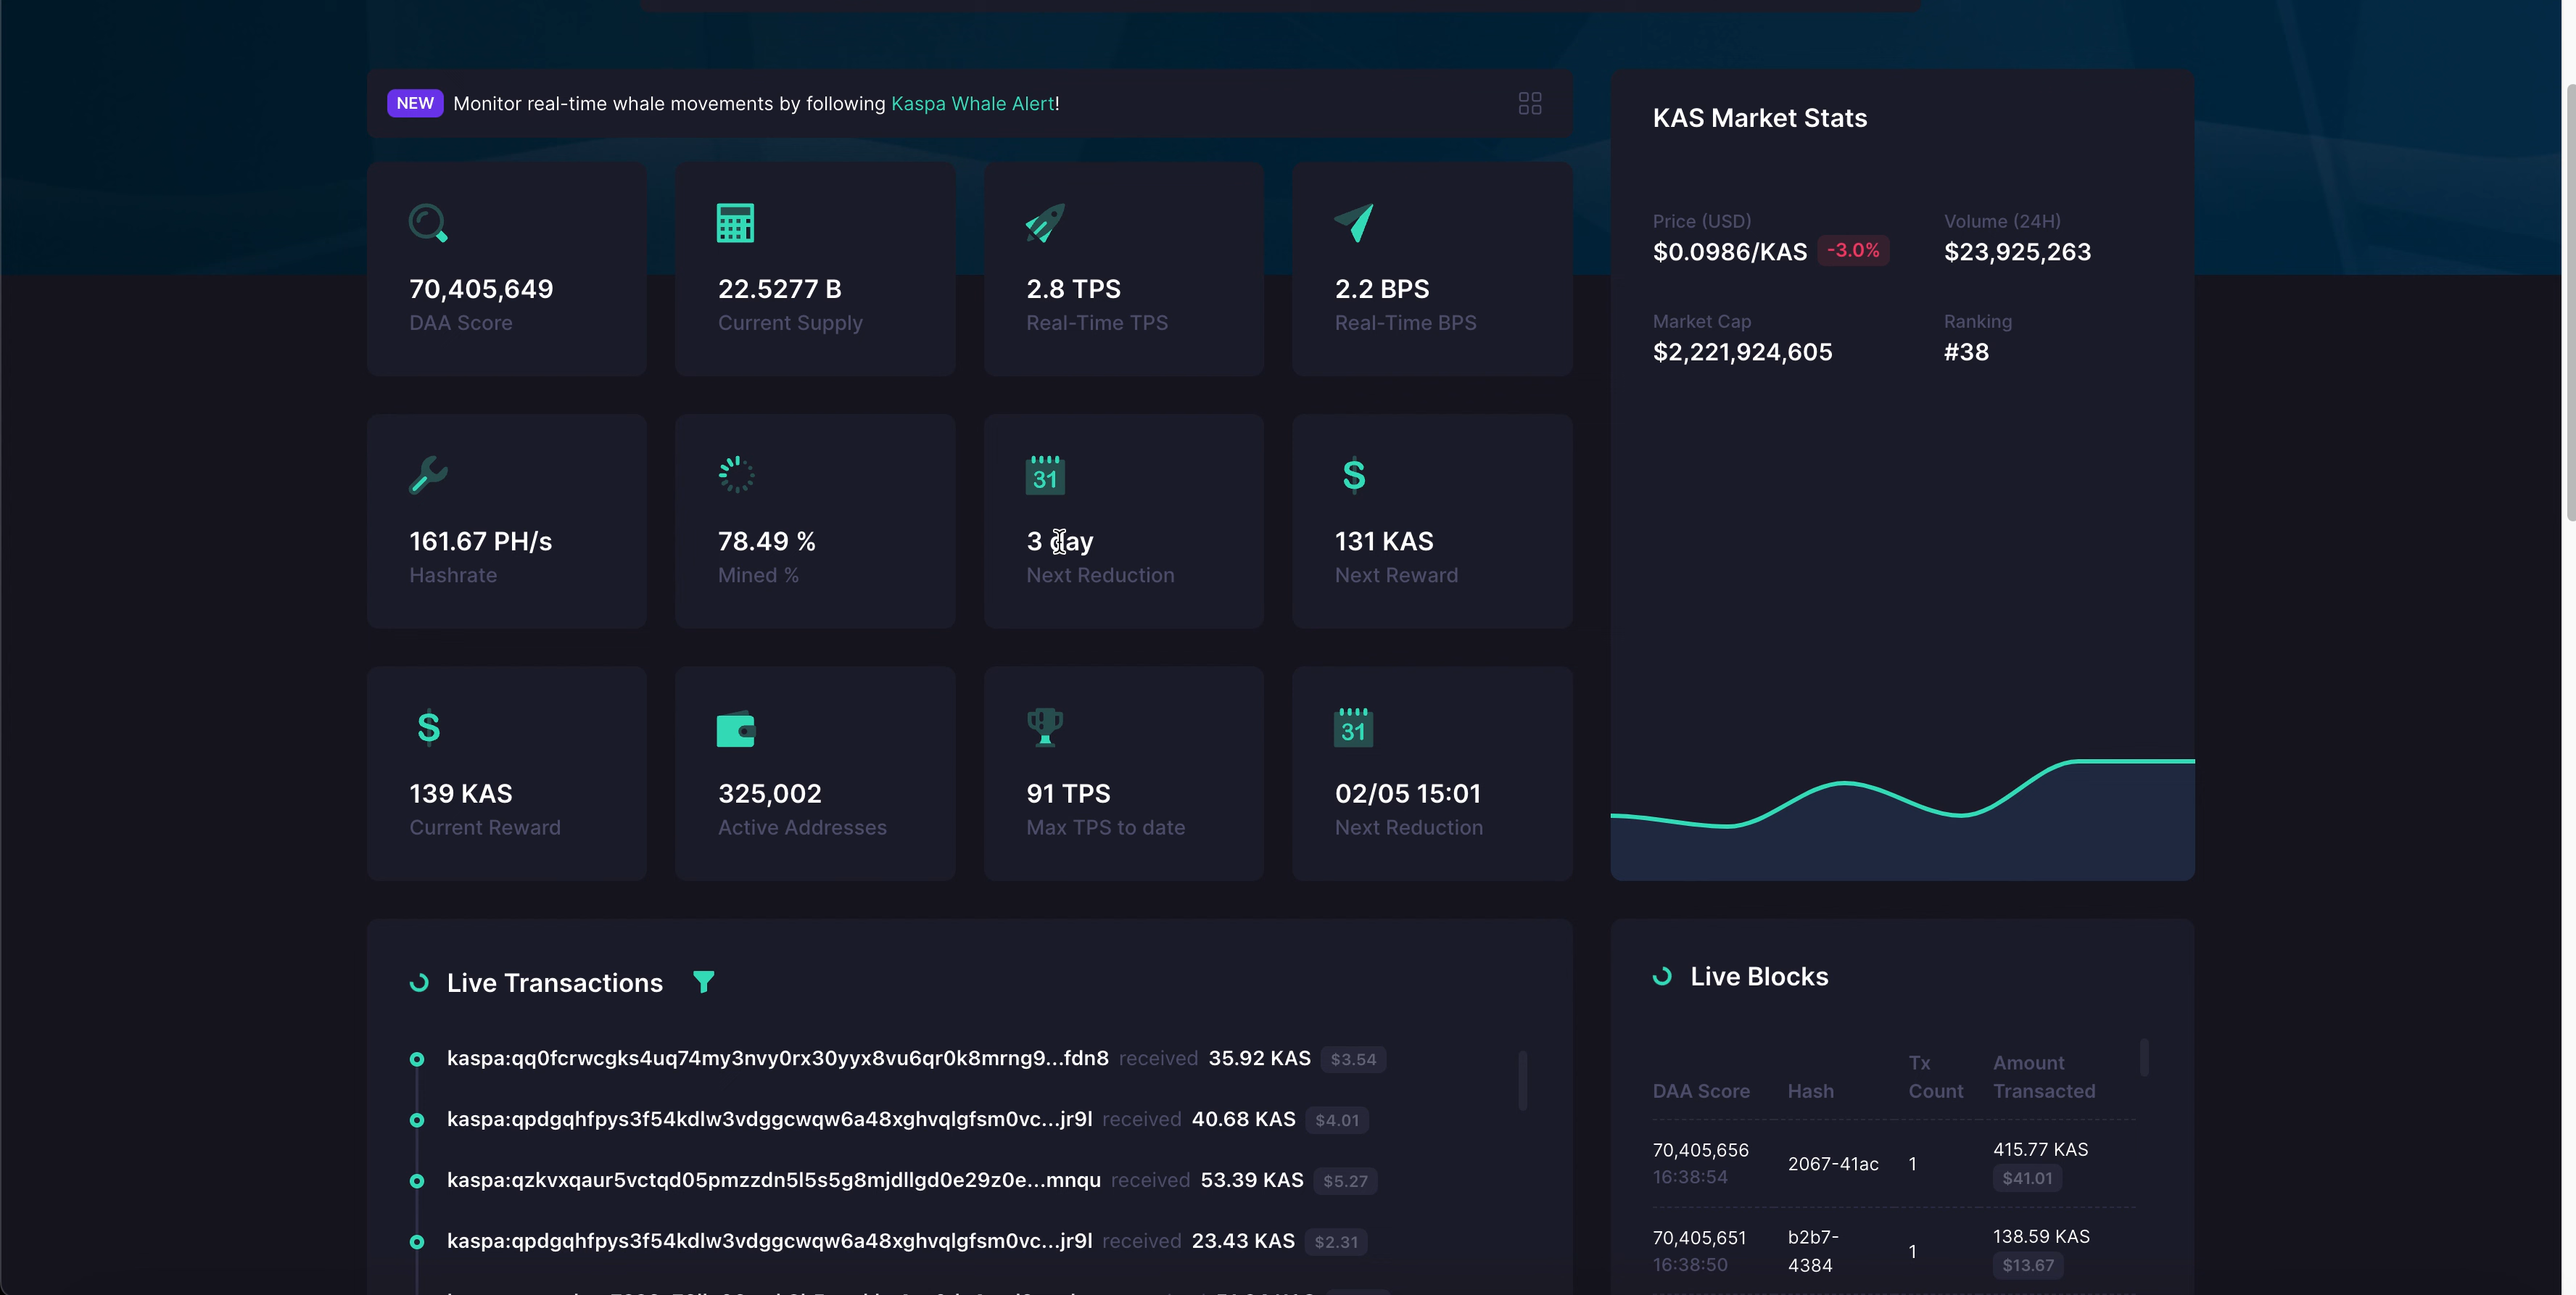 NEW Monitor real-time whale movements by following Kaspa Whale Alert!
70,405,649
DAA Score
22.5277 B
Current Supply
2.8 TPS
Real-Time TPS
2.2 BPS
Real-Time BPS
161.67 PH/s
Hashrate
78.49 %
Mined %
31
3 day
Next Reduction
131 KAS
Next Reward
139 KAS
Current Reward
325,002
Active Addresses
91 TPS
Max TPS to date
31
02/05 15:01
Next Reduction
KAS Market Stats
Price (USD)
$0.0986/KAS -3.0%
Volume (24H)
$23,925,263
Market Cap
$2,221,924,605
Ranking
#38
Live Transactions
kaspa:qq0fcrwcgks4uq74my3nvy0rx30yyx8vu6qr0k8mrng9...fdn8 received 35.92 KAS $3.54
kaspa:qpdgqhfpys3f54kdlw3vdggcwqw6a48xghvqlgfsm0vc...jr9l received 40.68 KAS $4.01
kaspa:qzkvxqaur5vctqd05pmzzdn5l5s5g8mjdllgd0e29z0e...mnqu received 53.39 KAS $5.27
kaspa:qpdgqhfpys3f54kdlw3vdggcwqw6a48xghvqlgfsm0vc...jr9l received 23.43 KAS $2.31
Live Blocks
DAA Score Hash Tx Count Amount Transacted
70,405,656
16:38:54
2067-41ac
1
415.77 KAS
$41.01
70,405,651
16:38:50
b2b7-
4384
1
138.59 KAS
$13.67